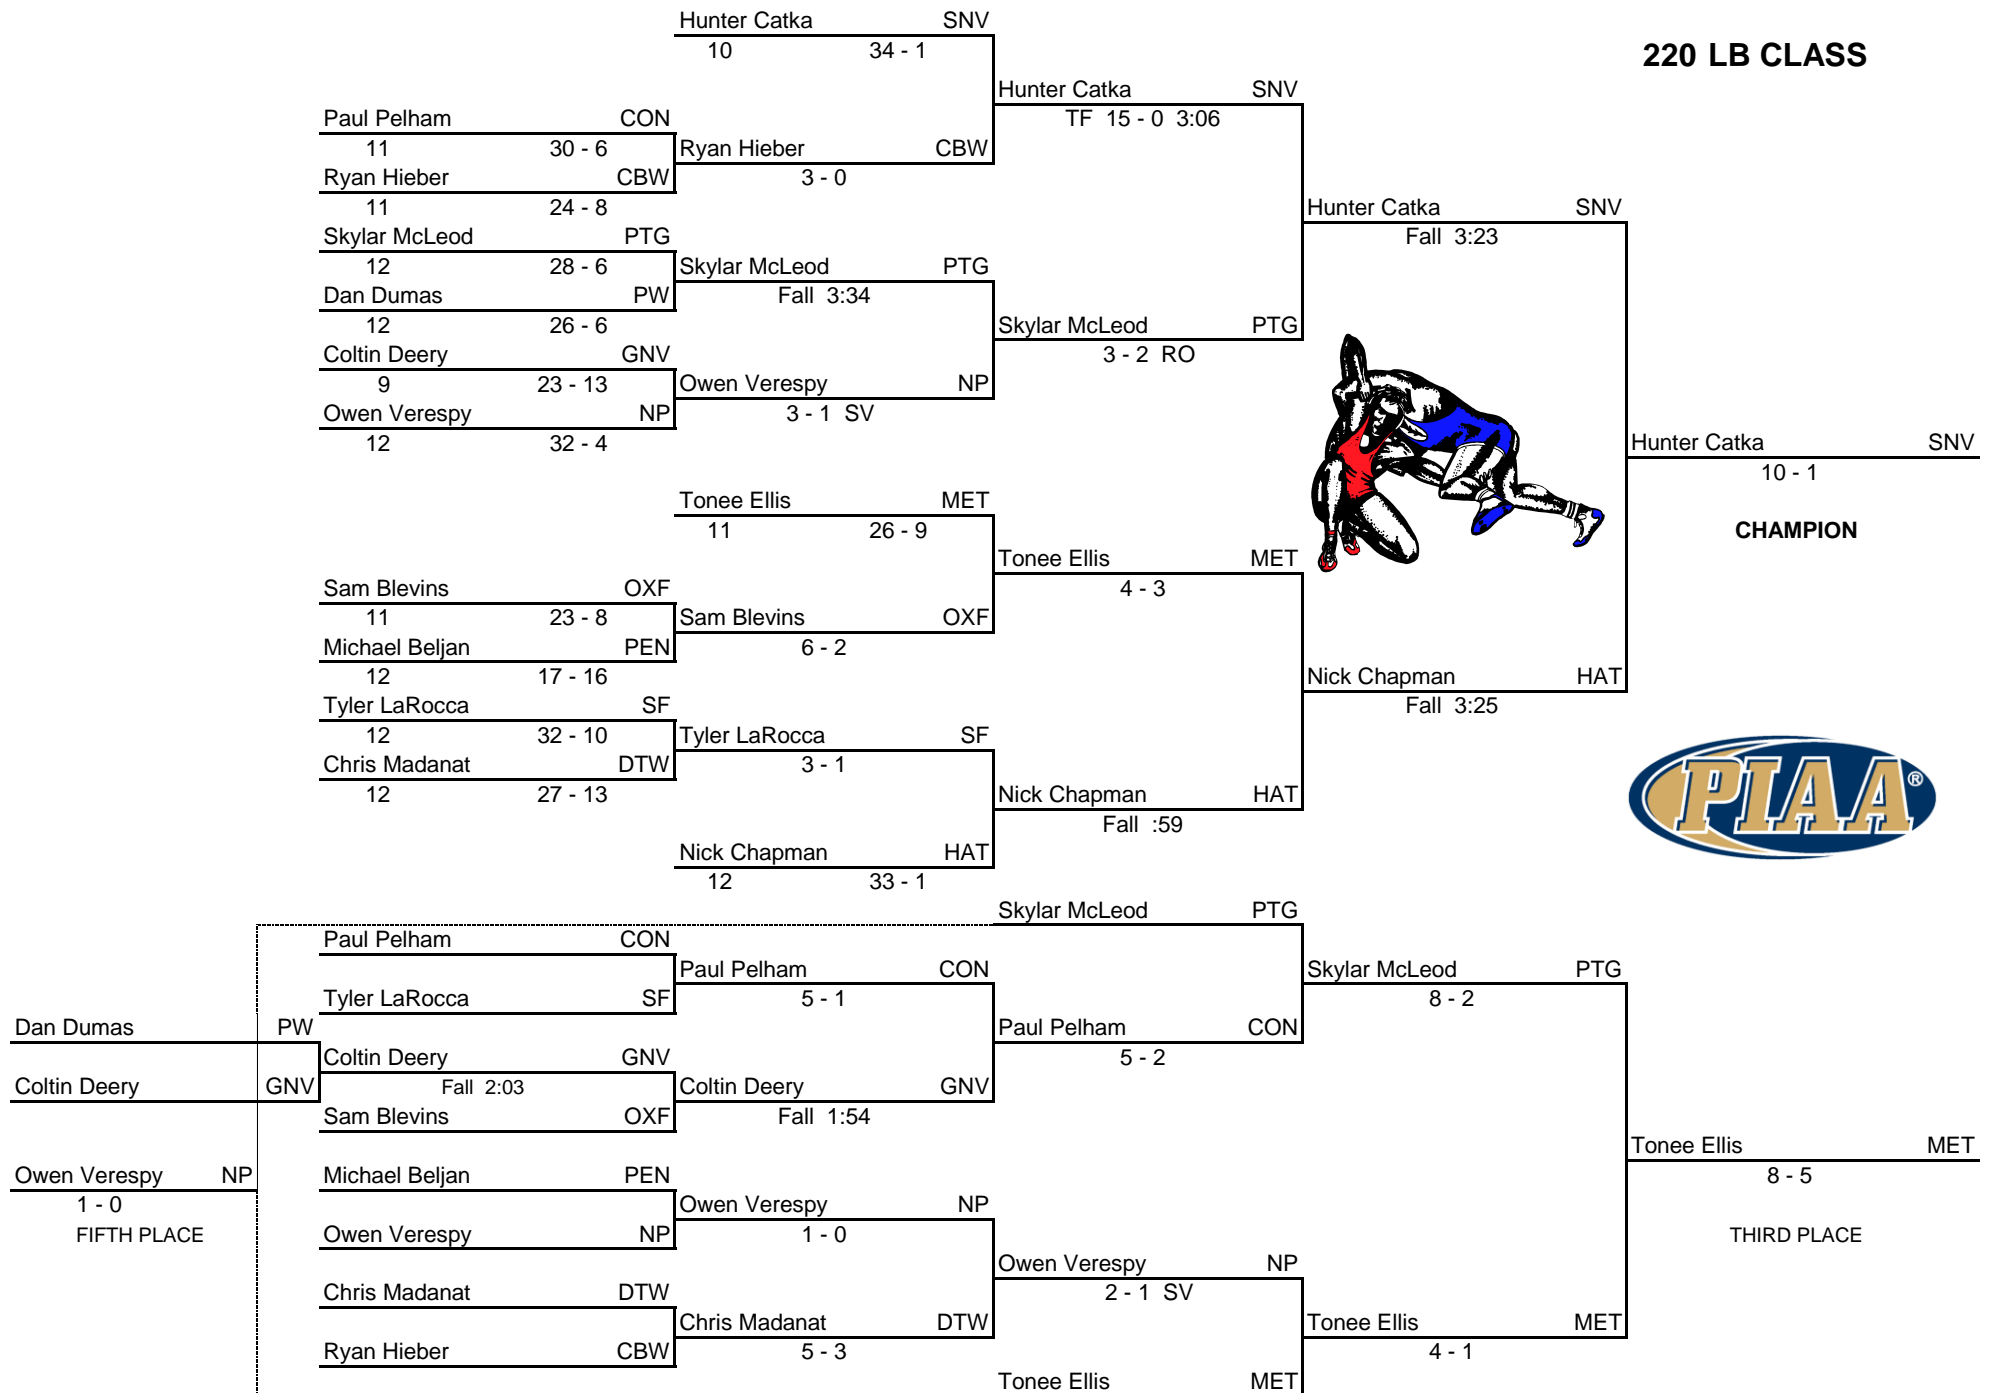 Hunter Catka SNV
10 34 - 1
220 LB CLASS
Hunter Catka SNV
TF 15 - 0 3:06
Paul Pelham CON
11 30 - 6
Ryan Hieber CBW
3 - 0
Ryan Hieber CBW
11 24 - 8
Hunter Catka SNV
Fall 3:23
Skylar McLeod PTG
12 28 - 6
Skylar McLeod PTG
Fall 3:34
Dan Dumas PW
12 26 - 6
Skylar McLeod PTG
3 - 2 RO
Coltin Deery GNV
9 23 - 13
Owen Verespy NP
3 - 1 SV
Owen Verespy NP
12 32 - 4
Hunter Catka SNV
10 - 1
CHAMPION
Tonee Ellis MET
11 26 - 9
Tonee Ellis MET
4 - 3
Sam Blevins OXF
11 23 - 8
Sam Blevins OXF
6 - 2
Michael Beljan PEN
12 17 - 16
Nick Chapman HAT
Fall 3:25
Tyler LaRocca SF
12 32 - 10
Tyler LaRocca SF
3 - 1
Chris Madanat DTW
12 27 - 13
Nick Chapman HAT
Fall :59
PIAA®
Nick Chapman HAT
12 33 - 1
Skylar McLeod PTG
Paul Pelham CON
Paul Pelham CON
5 - 1
Skylar McLeod PTG
8 - 2
Tyler LaRocca SF
Dan Dumas PW
Paul Pelham CON
5 - 2
Coltin Deery GNV
Fall 2:03
Coltin Deery GNV
Coltin Deery GNV
Fall 1:54
Sam Blevins OXF
Tonee Ellis MET
8 - 5
THIRD PLACE
Owen Verespy NP
1 - 0
FIFTH PLACE
Michael Beljan PEN
Owen Verespy NP
1 - 0
Owen Verespy NP
Owen Verespy NP
2 - 1 SV
Chris Madanat DTW
Chris Madanat DTW
5 - 3
Tonee Ellis MET
4 - 1
Ryan Hieber CBW
Tonee Ellis MET